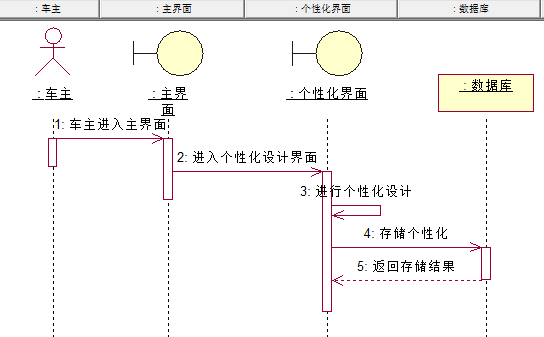 : 车主
: 主界面
: 个性化界面
: 数据库
: 车主
: 主界
面
: 个性化界面
: 数据库
1: 车主进入主界面
2: 进入个性化设计界面
3: 进行个性化设计
4: 存储个性化
5: 返回存储结果